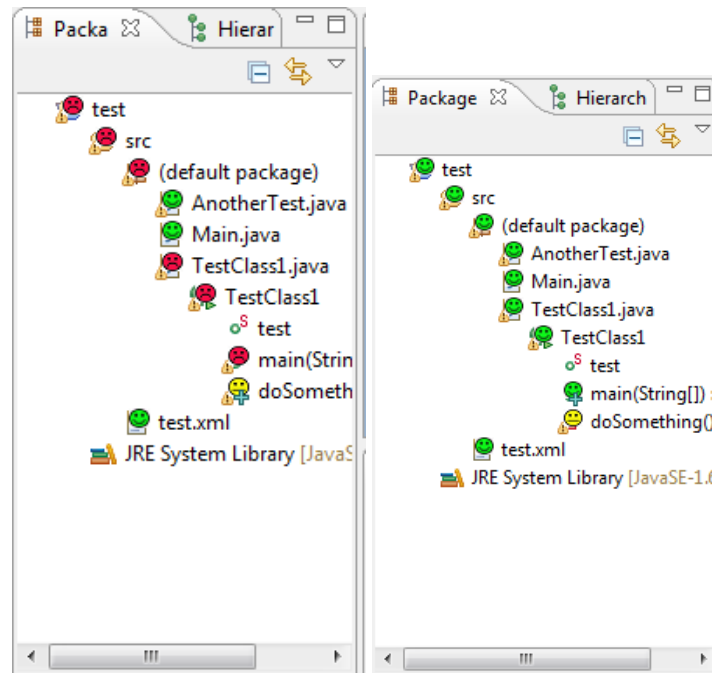 Packa Hierar
test
src
(default package)
AnotherTest.java
Main.java
TestClass1.java
TestClass1
S test
main(Strin
doSometh
test.xml
JRE System Library [JavaS
Package Hierarch
test
src
(default package)
AnotherTest.java
Main.java
TestClass1.java
TestClass1
S test
main(String[])
doSomething()
test.xml
JRE System Library [JavaSE-1.6